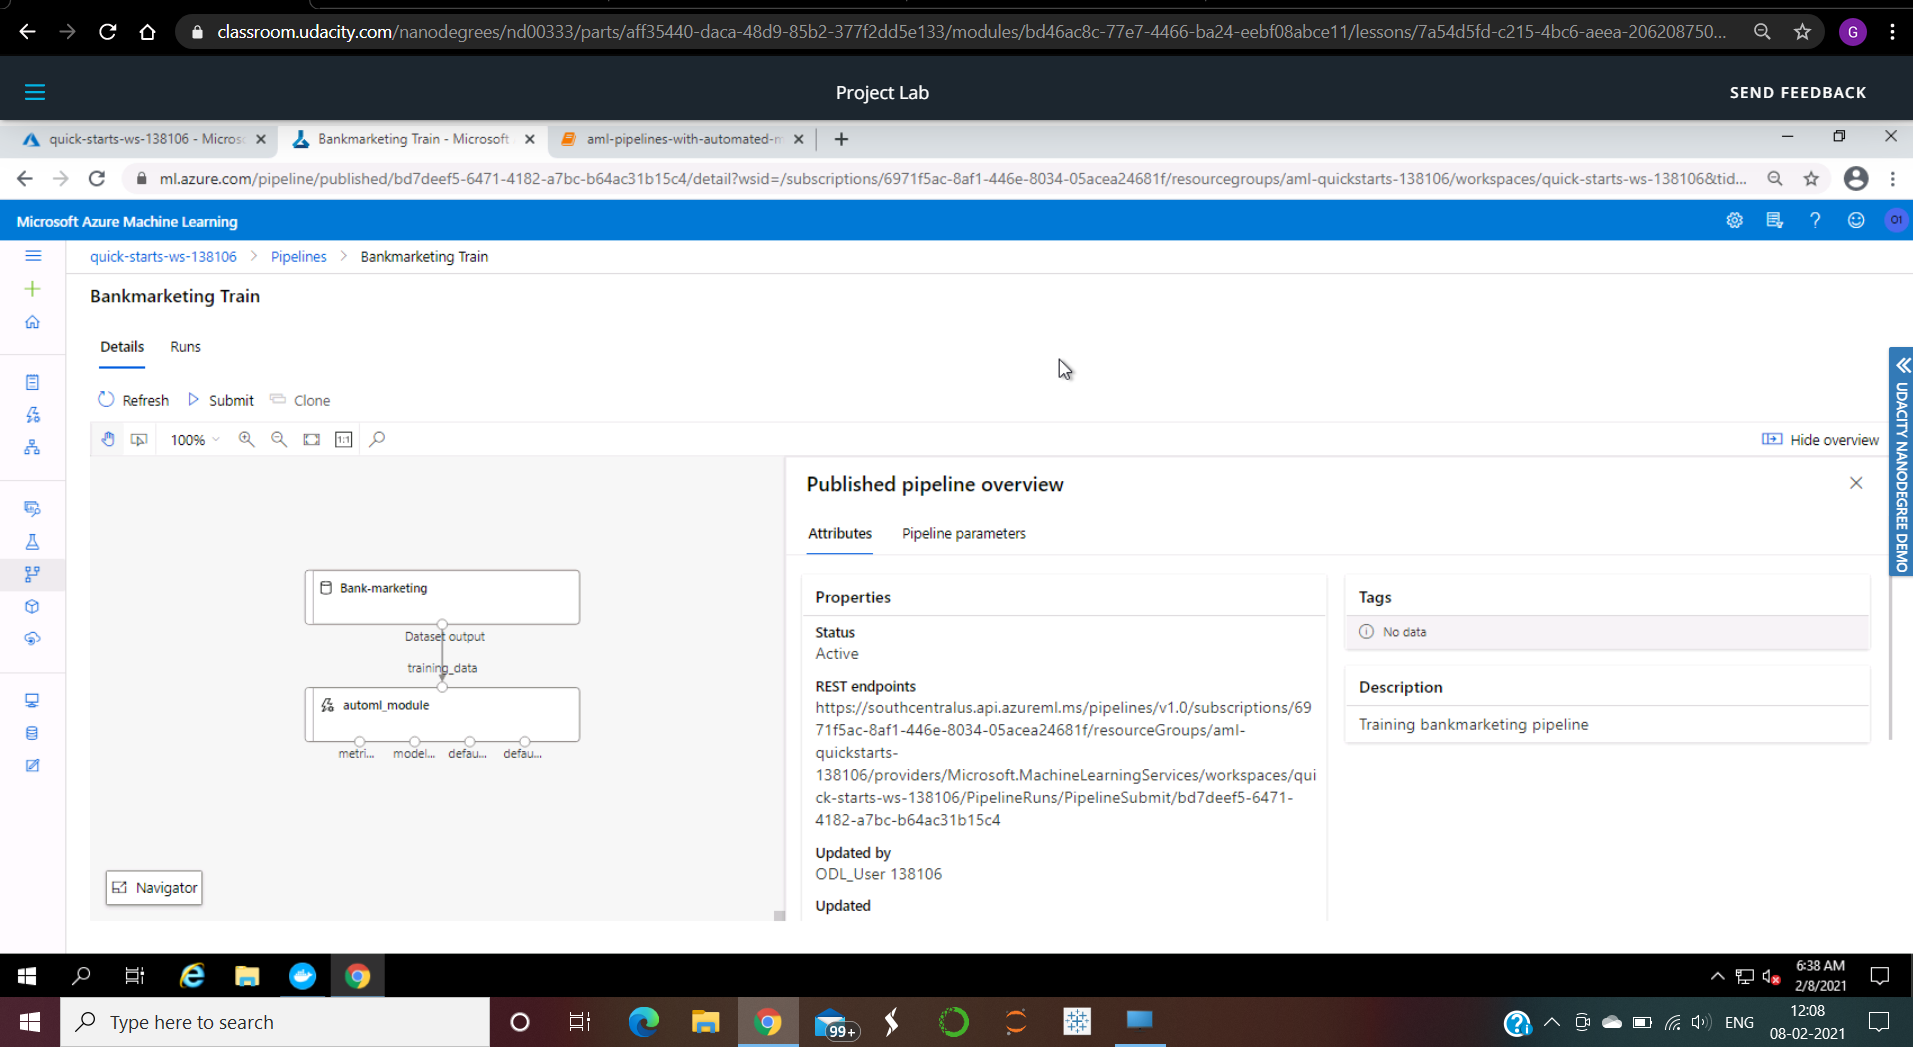 classroom.udacity.com/nanodegrees/nd00333/parts/aff35440-daca-48d9-85b2-377f2dd5e133/modules/bd46ac8c-77e7-4466-ba24-eebf08abce11/lessons/7a54d5fd-c215-4bc6-aeea-206208750...
G
Project Lab
SEND FEEDBACK
quick-starts-ws-138106 - Micros
Bankmarketing Train - Microsoft
aml-pipelines-with-automated-m
ml.azure.com/pipeline/published/bd7deef5-6471-4182-a7bc-b64ac31b15c4/detail?wsid=/subscriptions/6971f5ac-8af1-446e-8034-05acea24681f/resourcegroups/aml-quickstarts-138106/workspaces/quick-starts-ws-138106&tid...
Microsoft Azure Machine Learning
O1
quick-starts-ws-138106 > Pipelines > Bankmarketing Train
Bankmarketing Train
Details Runs
Refresh Submit Clone
100%
1:1
Hide overview
UDACITY NANODEGREE DEMO
Bank-marketing
Dataset output
training_data
automl_module
metri... model... defau... defau...
Navigator
Published pipeline overview
Attributes Pipeline parameters
Properties
Status
Active
REST endpoints
https://southcentralus.api.azureml.ms/pipelines/v1.0/subscriptions/69
71f5ac-8af1-446e-8034-05acea24681f/resourceGroups/aml-
quickstarts-
138106/providers/Microsoft.MachineLearningServices/workspaces/qui
ck-starts-ws-138106/PipelineRuns/PipelineSubmit/bd7deef5-6471-
4182-a7bc-b64ac31b15c4
Updated by
ODL_User 138106
Updated
Tags
No data
Description
Training bankmarketing pipeline
6:38 AM
2/8/2021
Type here to search
99+
ENG
12:08
08-02-2021